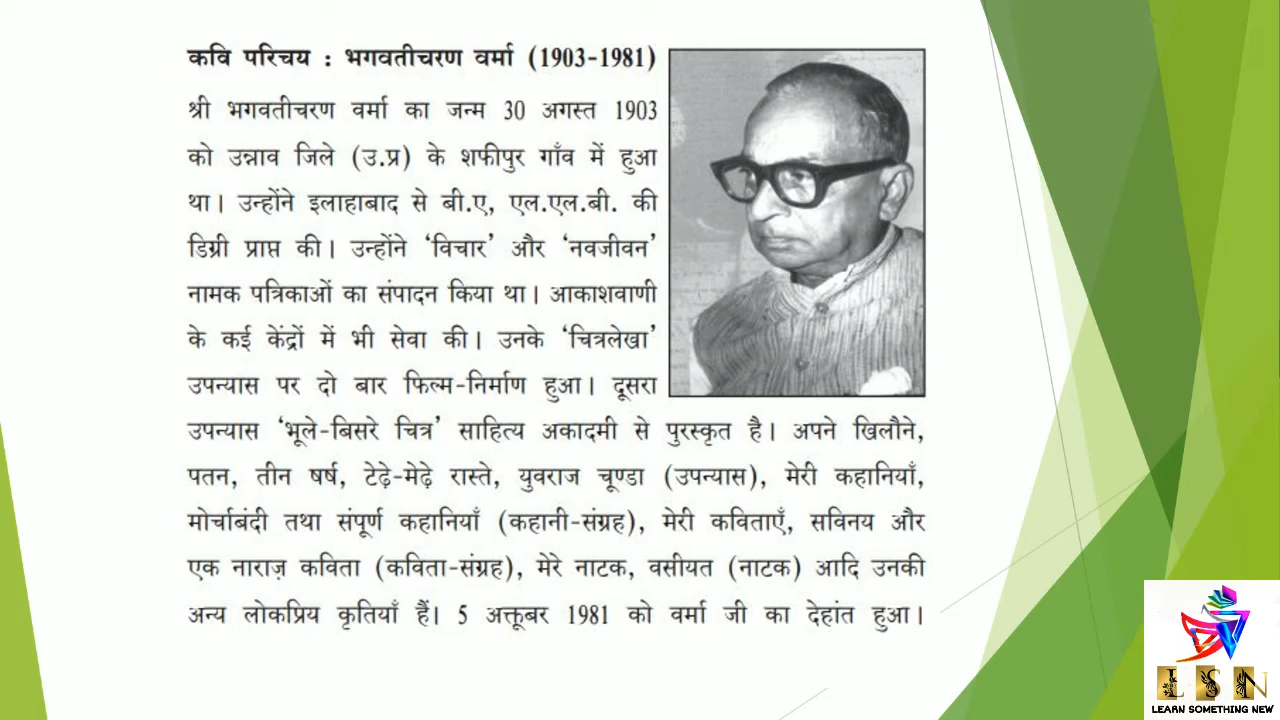 कवि परिचय : भगवतीचरण वर्मा (1903-1981)
श्री भगवतीचरण वर्मा का जन्म 30 अगस्त 1903
को उन्नाव जिले (उ.प्र) के शफीपुर गाँव में हुआ
था। उन्होंने इलाहाबाद से बी.ए, एल.एल.बी. की
डिग्री प्राप्त की। उन्होंने ‘विचार’ और ‘नवजीवन’
नामक पत्रिकाओं का संपादन किया था। आकाशवाणी
के कई केंद्रों में भी सेवा की। उनके ‘चित्रलेखा’
उपन्यास पर दो बार फिल्म-निर्माण हुआ। दूसरा
उपन्यास ‘भूले-बिसरे चित्र’ साहित्य अकादमी से पुरस्कृत है। अपने खिलौने,
पतन, तीन षर्ष, टेढ़े-मेढ़े रास्ते, युवराज चूण्डा (उपन्यास), मेरी कहानियाँ,
मोर्चाबंदी तथा संपूर्ण कहानियाँ (कहानी-संग्रह), मेरी कविताएँ, सविनय और
एक नाराज़ कविता (कविता-संग्रह), मेरे नाटक, वसीयत (नाटक) आदि उनकी
अन्य लोकप्रिय कृतियाँ हैं। 5 अक्तूबर 1981 को वर्मा जी का देहांत हुआ।
LSN
LEARN SOMETHING NEW